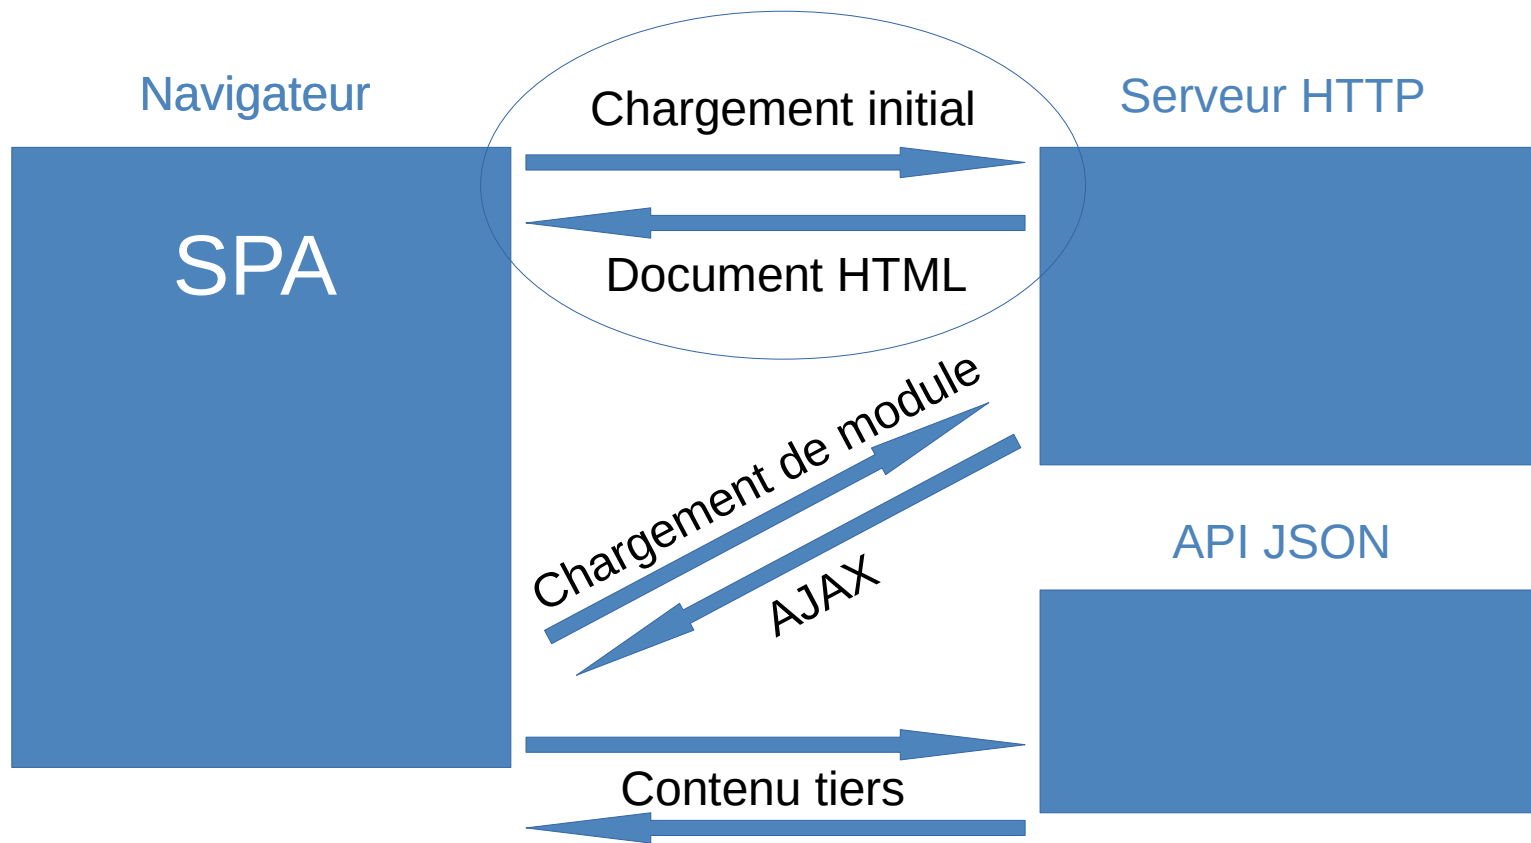 Navigateur
Chargement initial
Serveur HTTP
SPA
Document HTML
Chargement de module
AJAX
API JSON
Contenu tiers